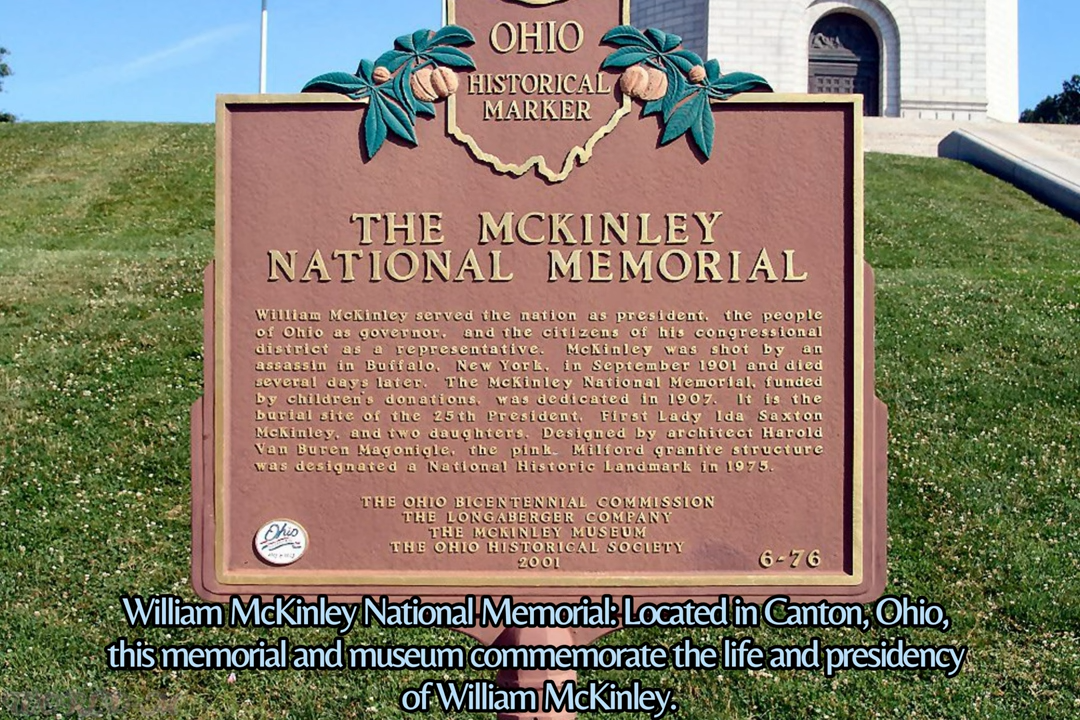 OHIO
HISTORICAL
MARKER
THE MCKINLEY
NATIONAL MEMORIAL
William McKinley served the nation as president, the people
of Ohio as governor, and the citizens of his congressional
district as a representative. McKinley was shot by an
assassin in Buffalo, New York, in September 1901 and died
several days later. The McKinley National Memorial, funded
by children's donations, was dedicated in 1907. It is the
burial site of the 25th President, First Lady Ida Saxton
McKinley, and two daughters. Designed by architect Harold
Van Buren Magonigle, the pink Milford granite structure
was designated a National Historic Landmark in 1975.
THE OHIO BICENTENNIAL COMMISSION
THE LONGABERGER COMPANY
THE MCKINLEY MUSEUM
THE OHIO HISTORICAL SOCIETY
2001
6-76
Ohio
William McKinley National Memorial: Located in Canton, Ohio,
this memorial and museum commemorate the life and presidency
of William McKinley.